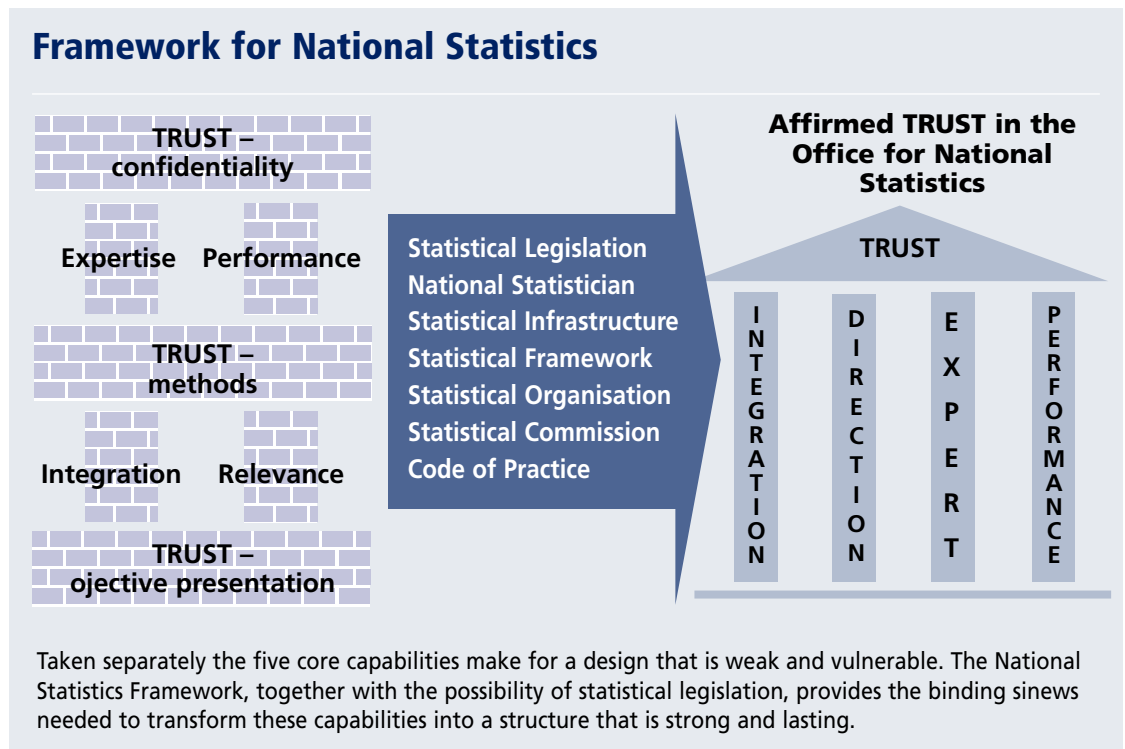 Framework for National Statistics
TRUST –
confidentiality
Expertise Performance
TRUST –
methods
Integration Relevance
TRUST –
ojective presentation
Statistical Legislation
National Statistician
Statistical Infrastructure
Statistical Framework
Statistical Organisation
Statistical Commission
Code of Practice
Affirmed TRUST in the
Office for National
Statistics
TRUST
INTEGRATION
DIRECTION
EXPERT
PERFORMANCE
Taken separately the five core capabilities make for a design that is weak and vulnerable. The National
Statistics Framework, together with the possibility of statistical legislation, provides the binding sinews
needed to transform these capabilities into a structure that is strong and lasting.